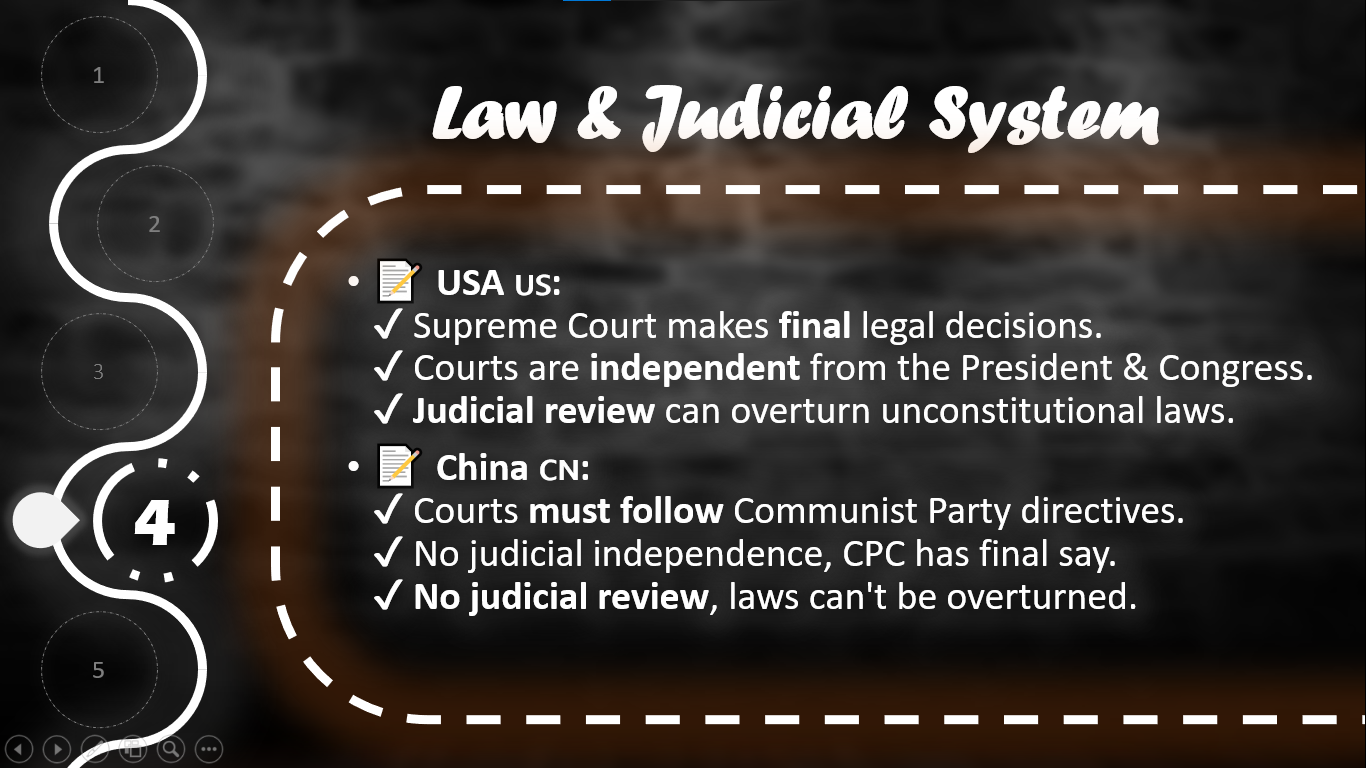 Law & Judicial System
1
2
3
4
5
• 📝 USA US:
✓ Supreme Court makes final legal decisions.
✓ Courts are independent from the President & Congress.
✓ Judicial review can overturn unconstitutional laws.
• 📝 China CN:
✓ Courts must follow Communist Party directives.
✓ No judicial independence, CPC has final say.
✓ No judicial review, laws can't be overturned.